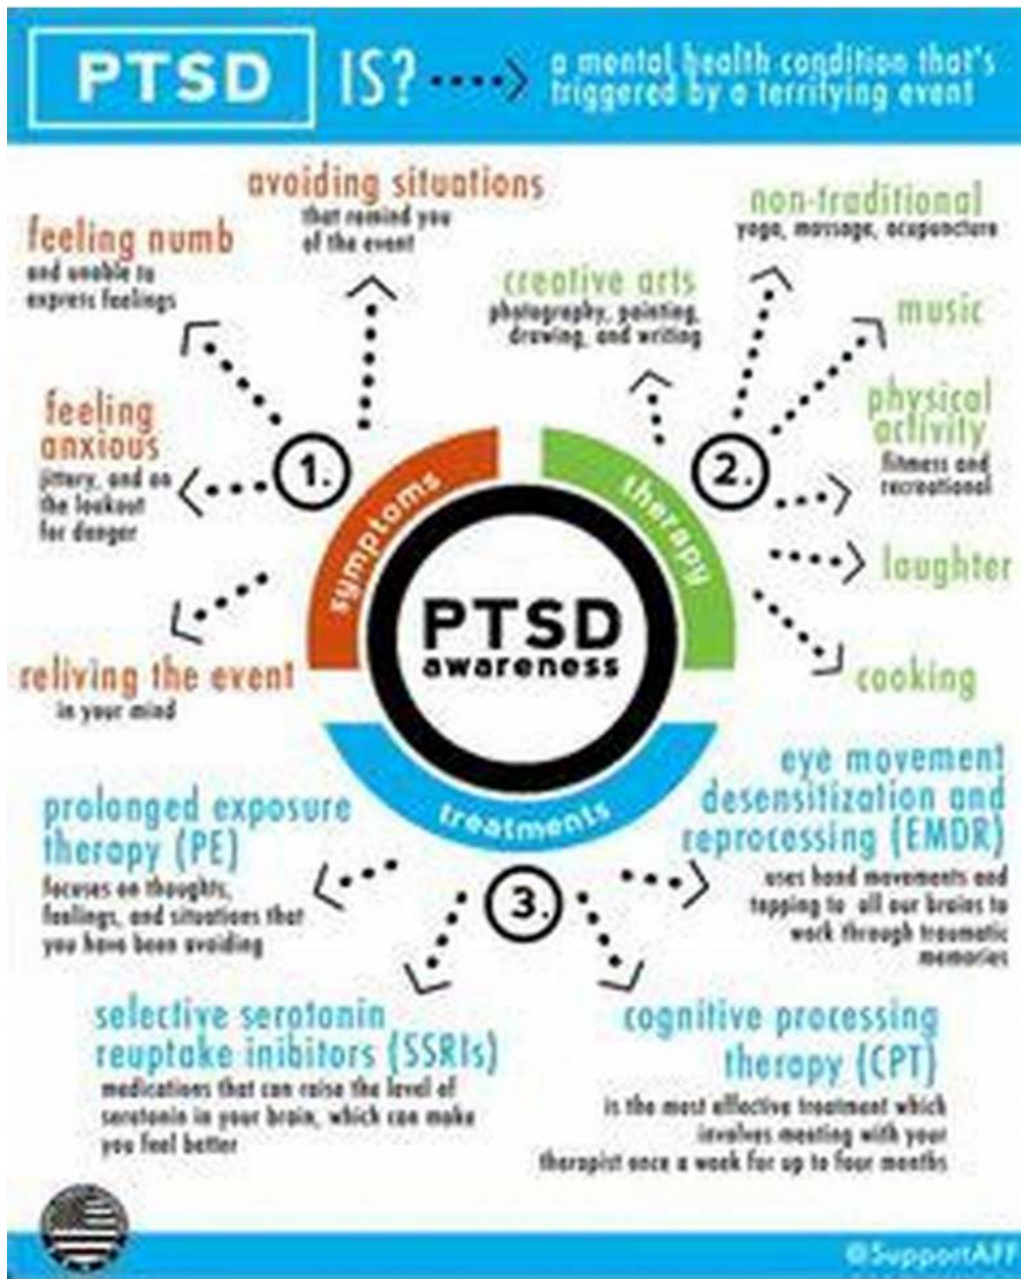 PTSD IS? a mental health condition that's
triggered by a terrifying event
avoiding situations
that remind you
of the event
feeling numb
and unable to
express feelings
feeling
anxious
jittery, and on
the lookout
for danger
reliving the event
in your mind
1.
symptoms
non-traditional
yoga, massage, acupuncture
creative arts
photography, painting,
drawing, and writing
music
physical
activity
fitness and
recreational
laughter
cooking
2.
therapy
PTSD
awareness
treatments
3.
prolonged exposure
therapy (PE)
focuses on thoughts,
feelings, and situations that
you have been avoiding
eye movement
desensitization and
reprocessing (EMDR)
uses hand movements and
tapping to all our brains to
work through traumatic
memories
selective serotonin
reuptake inibitors (SSRIs)
medications that can raise the level of
serotonin in your brain, which can make
you feel better
cognitive processing
therapy (CPT)
is the most effective treatment which
involves meeting with your
therapist once a week for up to four months
@SupportAFF